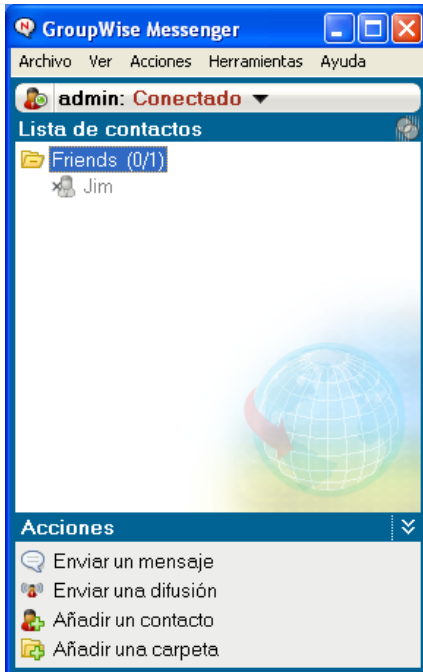 GroupWise Messenger
Archivo Ver Acciones Herramientas Ayuda
admin: Conectado
Lista de contactos
Friends (0/1)
Jim
Acciones
Enviar un mensaje
Enviar una difusión
Añadir un contacto
Añadir una carpeta